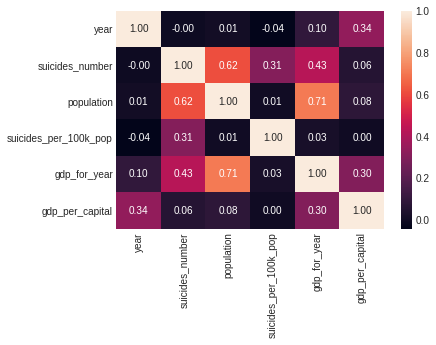 year 1.00 -0.00 0.01 -0.04 0.10 0.34
suicides_number -0.00 1.00 0.62 0.31 0.43 0.06
population 0.01 0.62 1.00 0.01 0.71 0.08
suicides_per_100k_pop -0.04 0.31 0.01 1.00 0.03 0.00
gdp_for_year 0.10 0.43 0.71 0.03 1.00 0.30
gdp_per_capital 0.34 0.06 0.08 0.00 0.30 1.00
year
suicides_number
population
suicides_per_100k_pop
gdp_for_year
gdp_per_capital
1.0
0.8
0.6
0.4
0.2
0.0